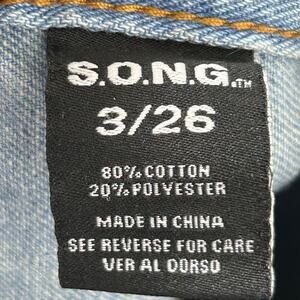 S.O.N.G.TM
3/26
80% COTTON
20% POLYESTER
MADE IN CHINA
SEE REVERSE FOR CARE
VER AL DORSO